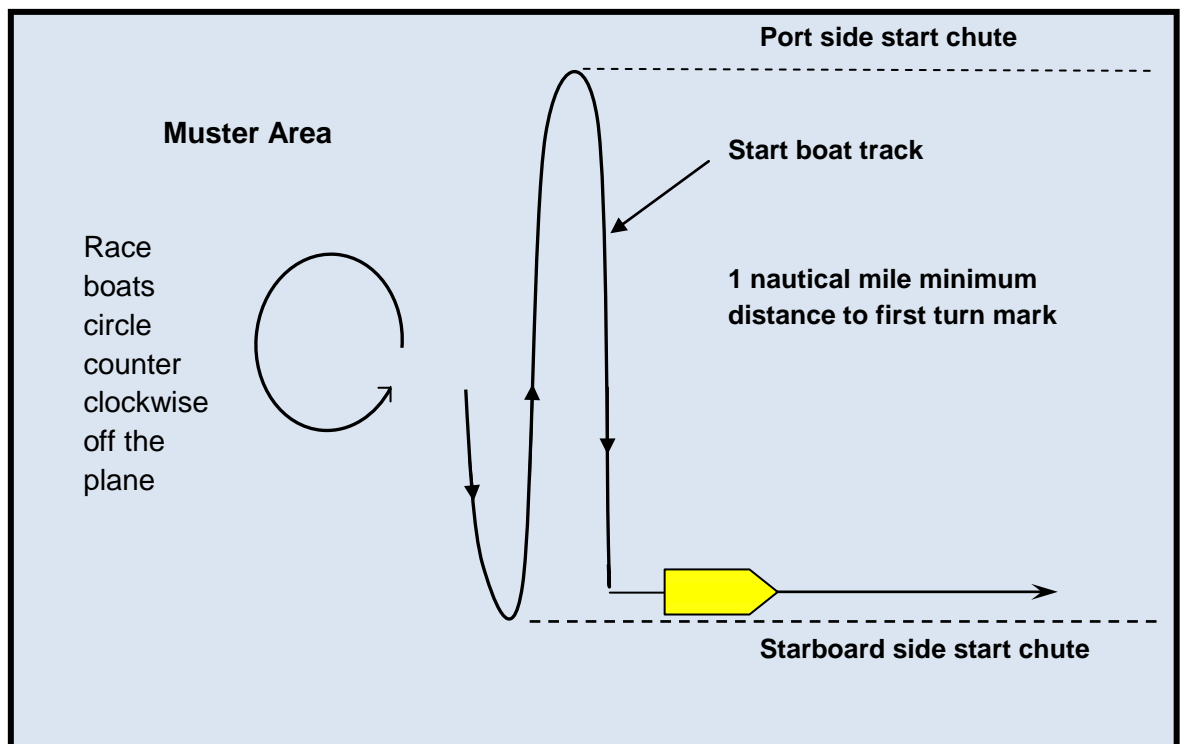 Port side start chute
Muster Area
Start boat track
Race
boats
circle
counter
clockwise
off the
plane
1 nautical mile minimum
distance to first turn mark
Starboard side start chute